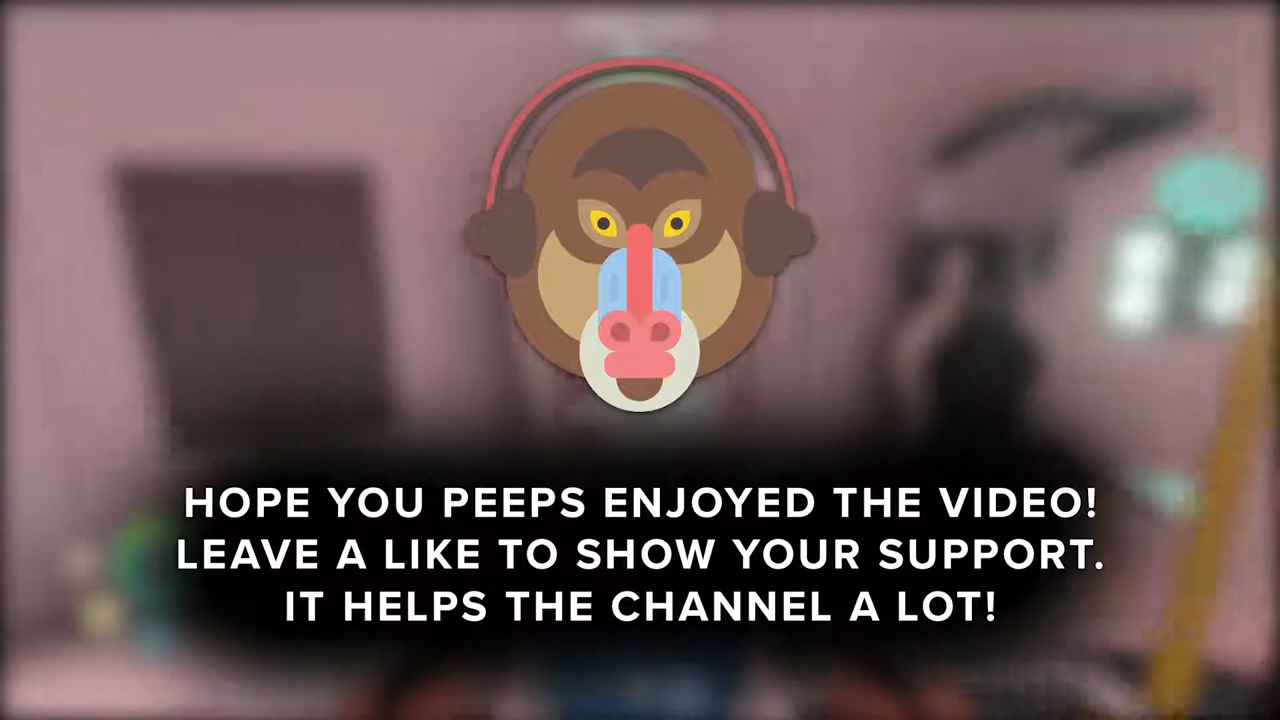 HOPE YOU PEEPS ENJOYED THE VIDEO!
LEAVE A LIKE TO SHOW YOUR SUPPORT.
IT HELPS THE CHANNEL A LOT!